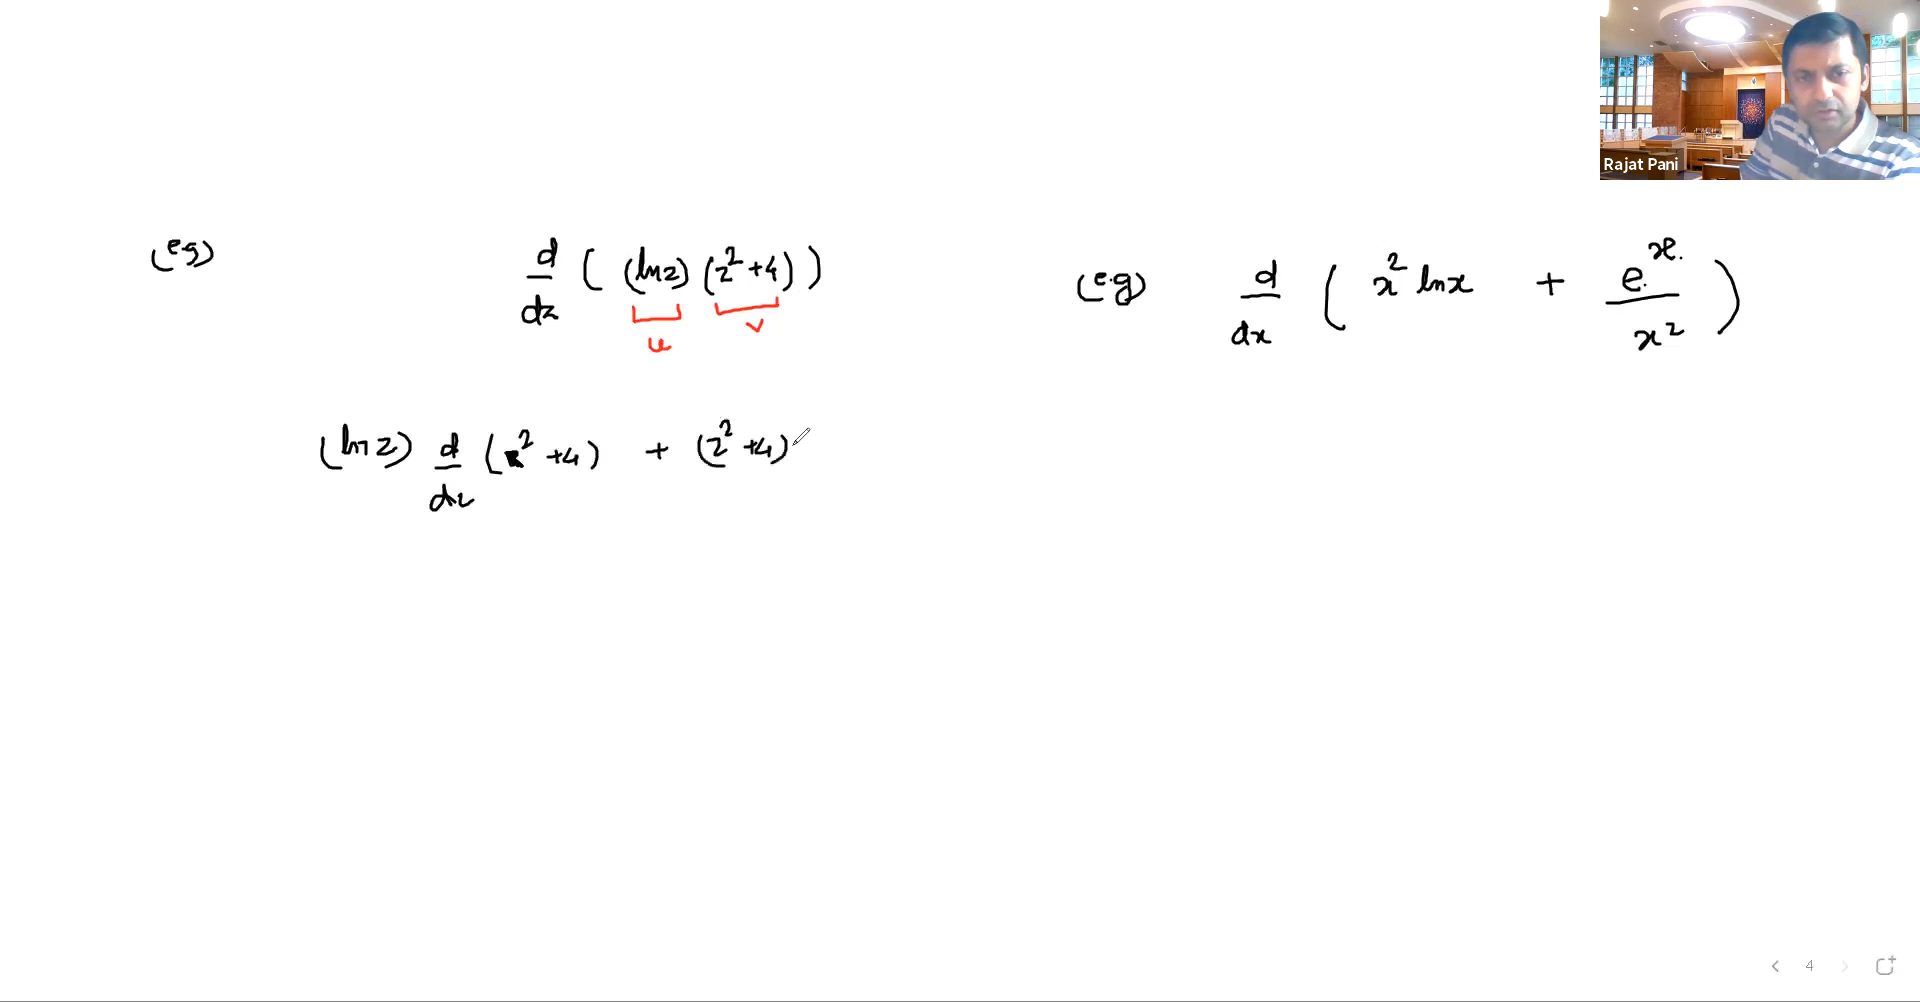 Rajat Pani
(eg) d/dz ( (ln z) (z² + 4) )
u v
(ln z) d/dz (z² + 4) + (z² + 4)
(e.g) d/dx ( x² ln x + eˣ/x² )
4